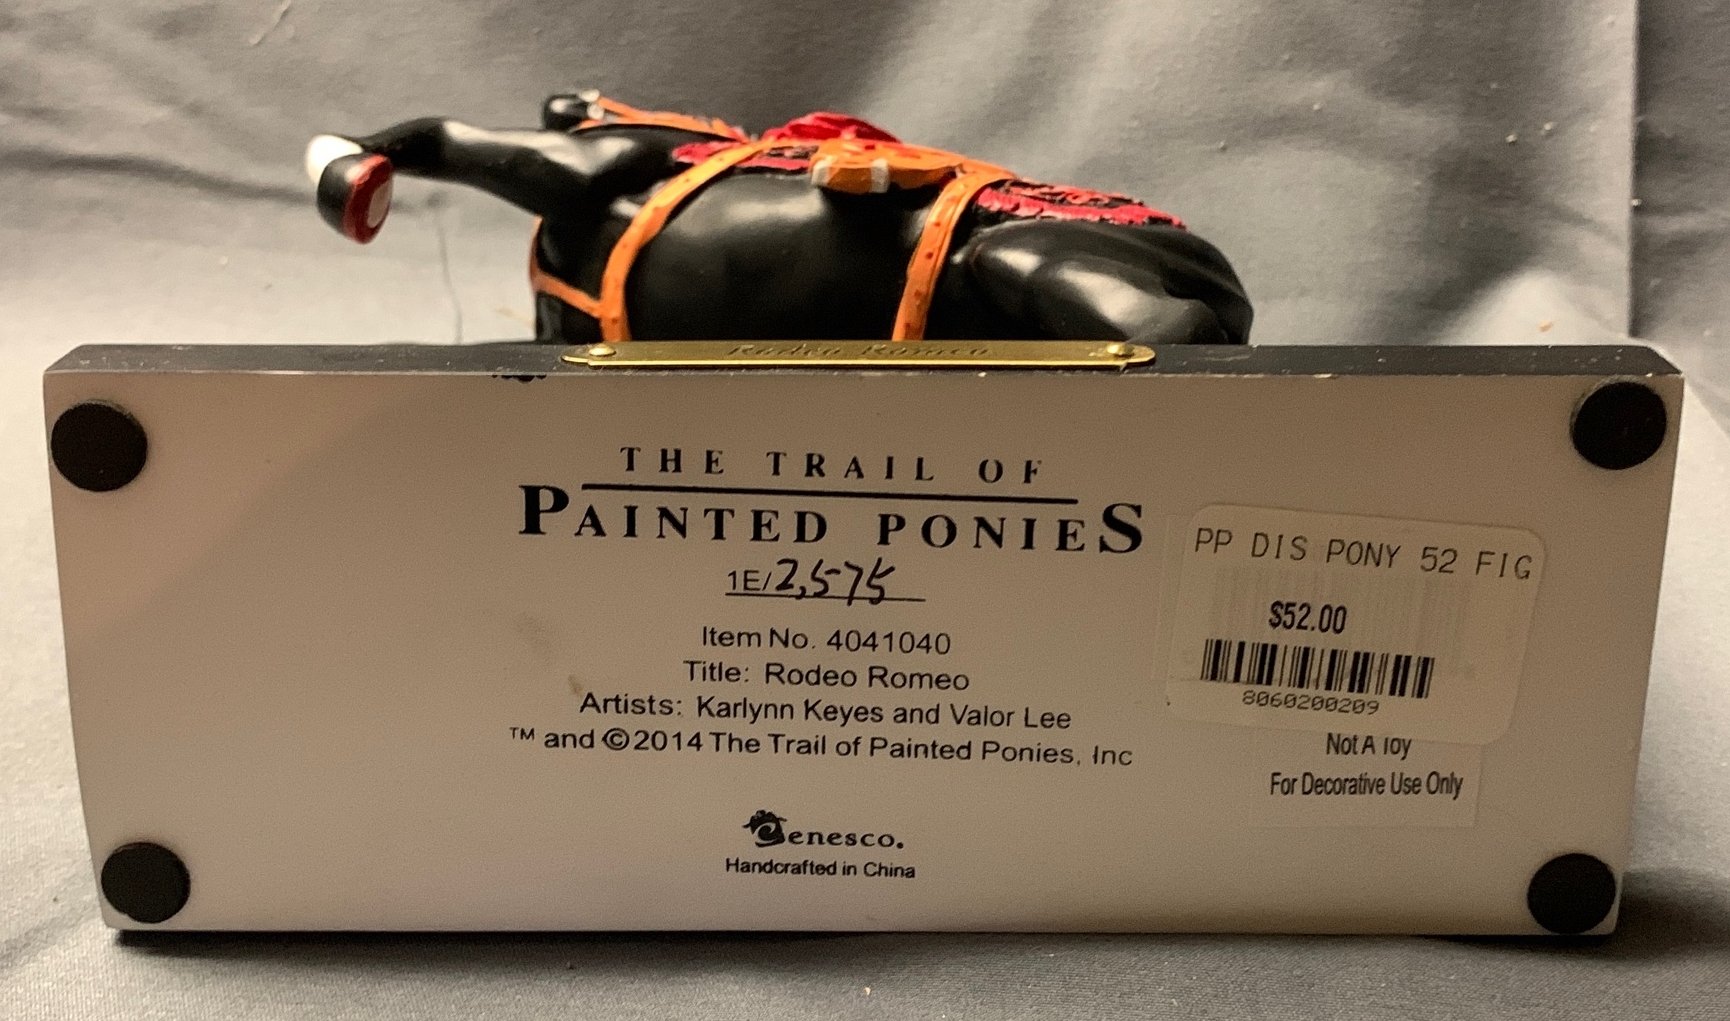 Rodeo Romeo
THE TRAIL OF
PAINTED PONIES
1E/2,575
Item No. 4041040
Title: Rodeo Romeo
Artists: Karlynn Keyes and Valor Lee
™ and ©2014 The Trail of Painted Ponies, Inc
enesco.
Handcrafted in China
PP DIS PONY 52 FIG
$52.00
8060200209
Not A Toy
For Decorative Use Only